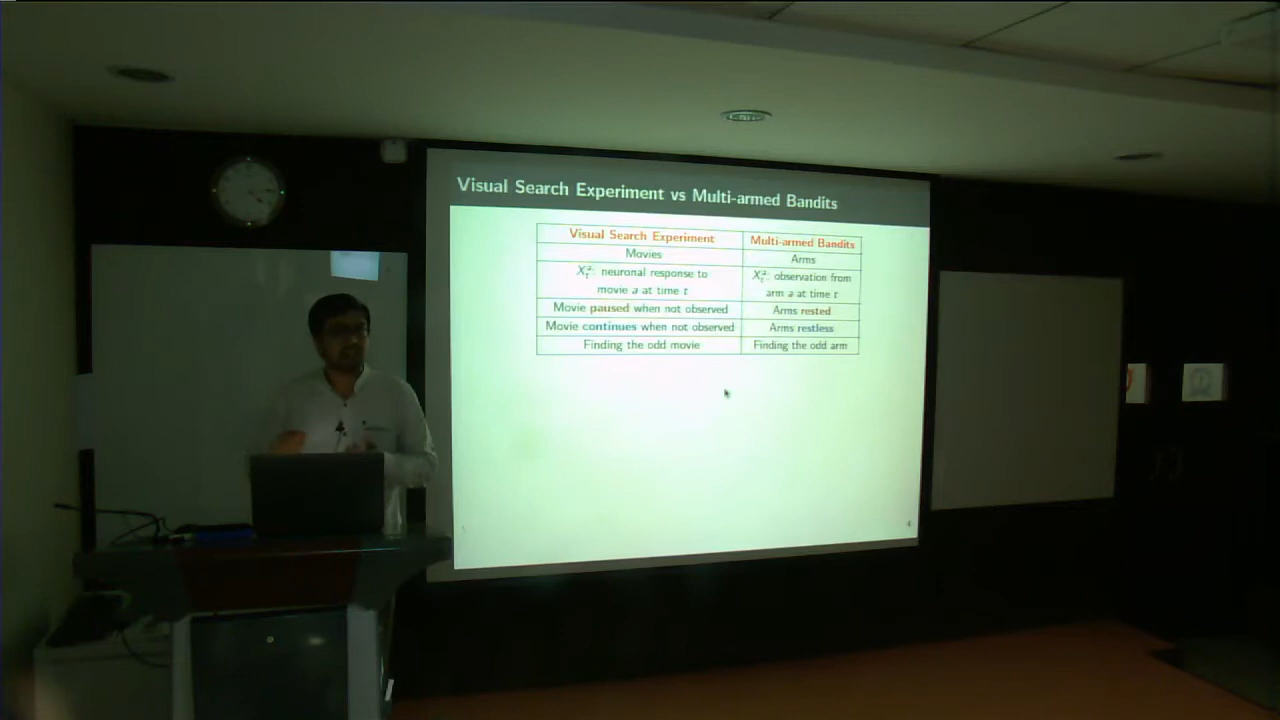 Visual Search Experiment vs Multi-armed Bandits
Visual Search Experiment
Multi-armed Bandits
Movies
Arms
X_t^a: neuronal response to
movie a at time t
X_t^a: observation from
arm a at time t
Movie paused when not observed
Arms rested
Movie continues when not observed
Arms restless
Finding the odd movie
Finding the odd arm